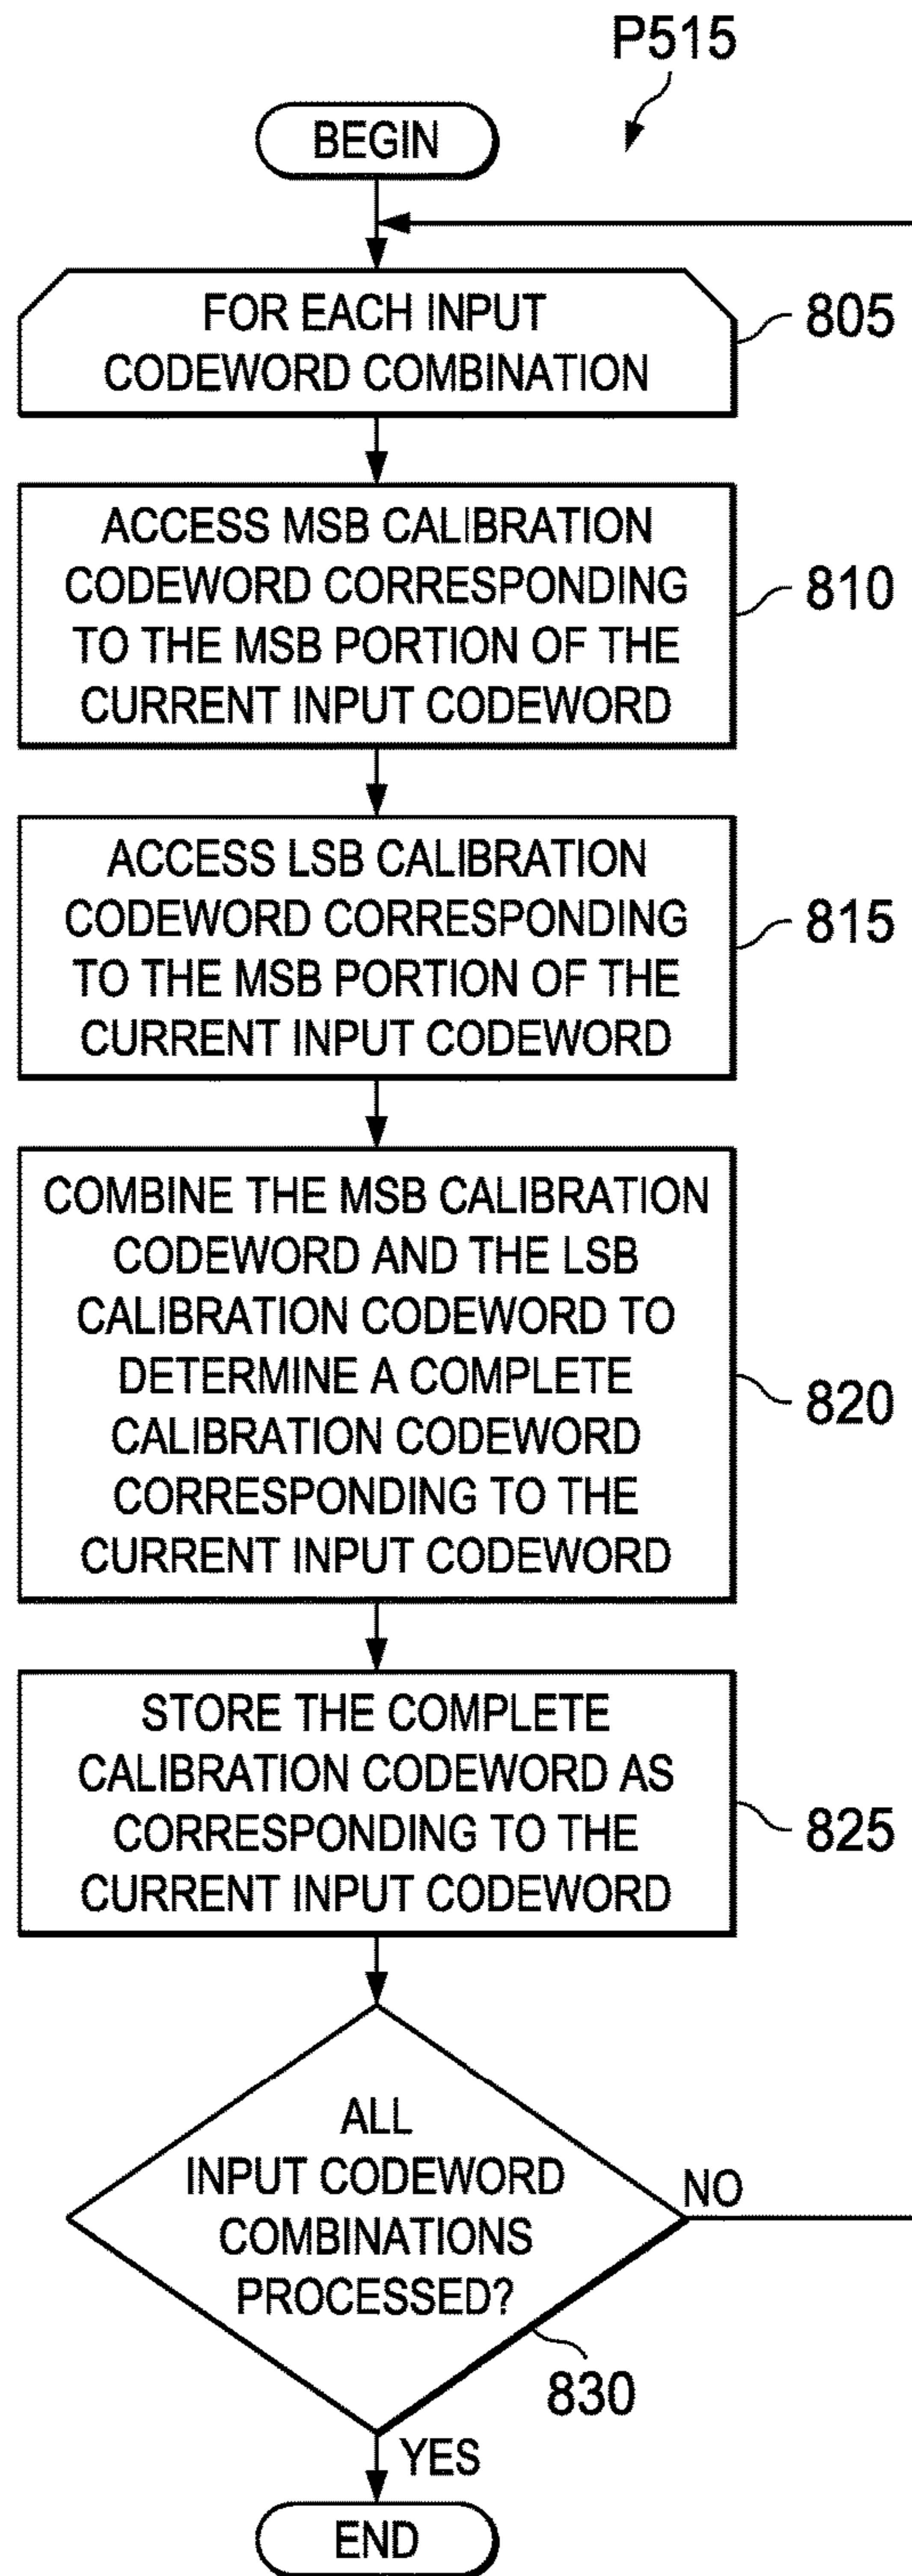 P515
BEGIN
FOR EACH INPUT
CODEWORD COMBINATION
805
ACCESS MSB CALIBRATION
CODEWORD CORRESPONDING
TO THE MSB PORTION OF THE
CURRENT INPUT CODEWORD
810
ACCESS LSB CALIBRATION
CODEWORD CORRESPONDING
TO THE MSB PORTION OF THE
CURRENT INPUT CODEWORD
815
COMBINE THE MSB CALIBRATION
CODEWORD AND THE LSB
CALIBRATION CODEWORD TO
DETERMINE A COMPLETE
CALIBRATION CODEWORD
CORRESPONDING TO THE
CURRENT INPUT CODEWORD
820
STORE THE COMPLETE
CALIBRATION CODEWORD AS
CORRESPONDING TO THE
CURRENT INPUT CODEWORD
825
ALL
INPUT CODEWORD
COMBINATIONS
PROCESSED?
NO
830
YES
END